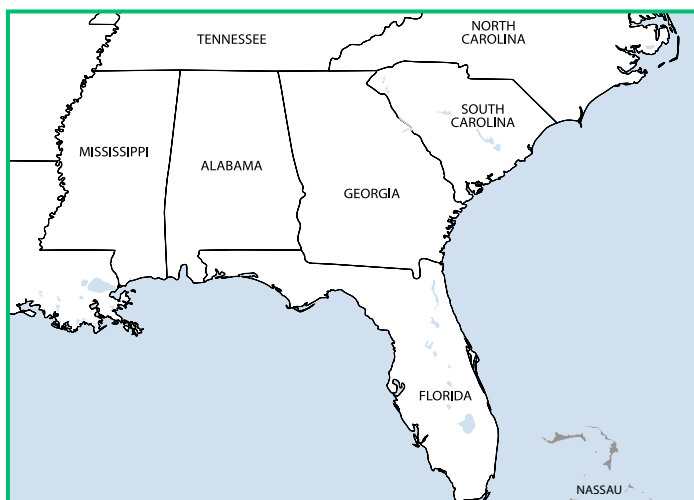 TENNESSEE
NORTH
CAROLINA
SOUTH
CAROLINA
MISSISSIPPI
ALABAMA
GEORGIA
FLORIDA
NASSAU